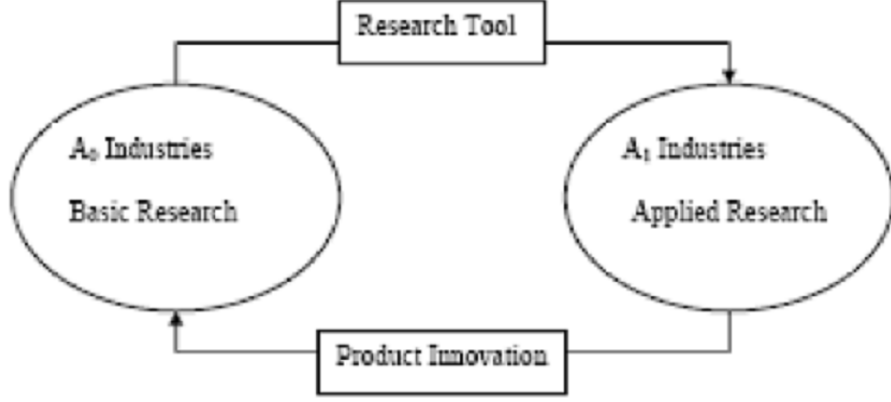 Research Tool
A₀ Industries
Basic Research
A₁ Industries
Applied Research
Product Innovation